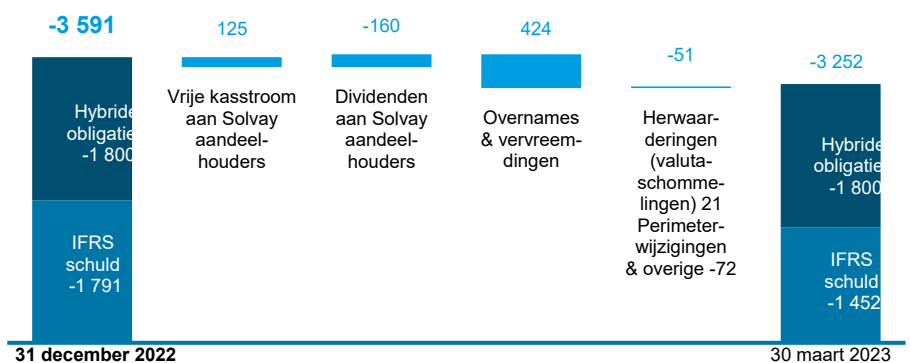 -3 591
125
-160
424
-51
-3 252
Hybride
obligatie
-1 800
IFRS
schuld
-1 791
Vrije kasstroom
aan Solvay
aandeel-
houders
Dividenden
aan Solvay
aandeel-
houders
Overnames
& vervreem-
dingen
Herwaar-
deringen
(valuta-
schomme-
lingen) 21
Perimeter-
wijzigingen
& overige -72
Hybride
obligatie
-1 800
IFRS
schuld
-1 452
31 december 2022
30 maart 2023